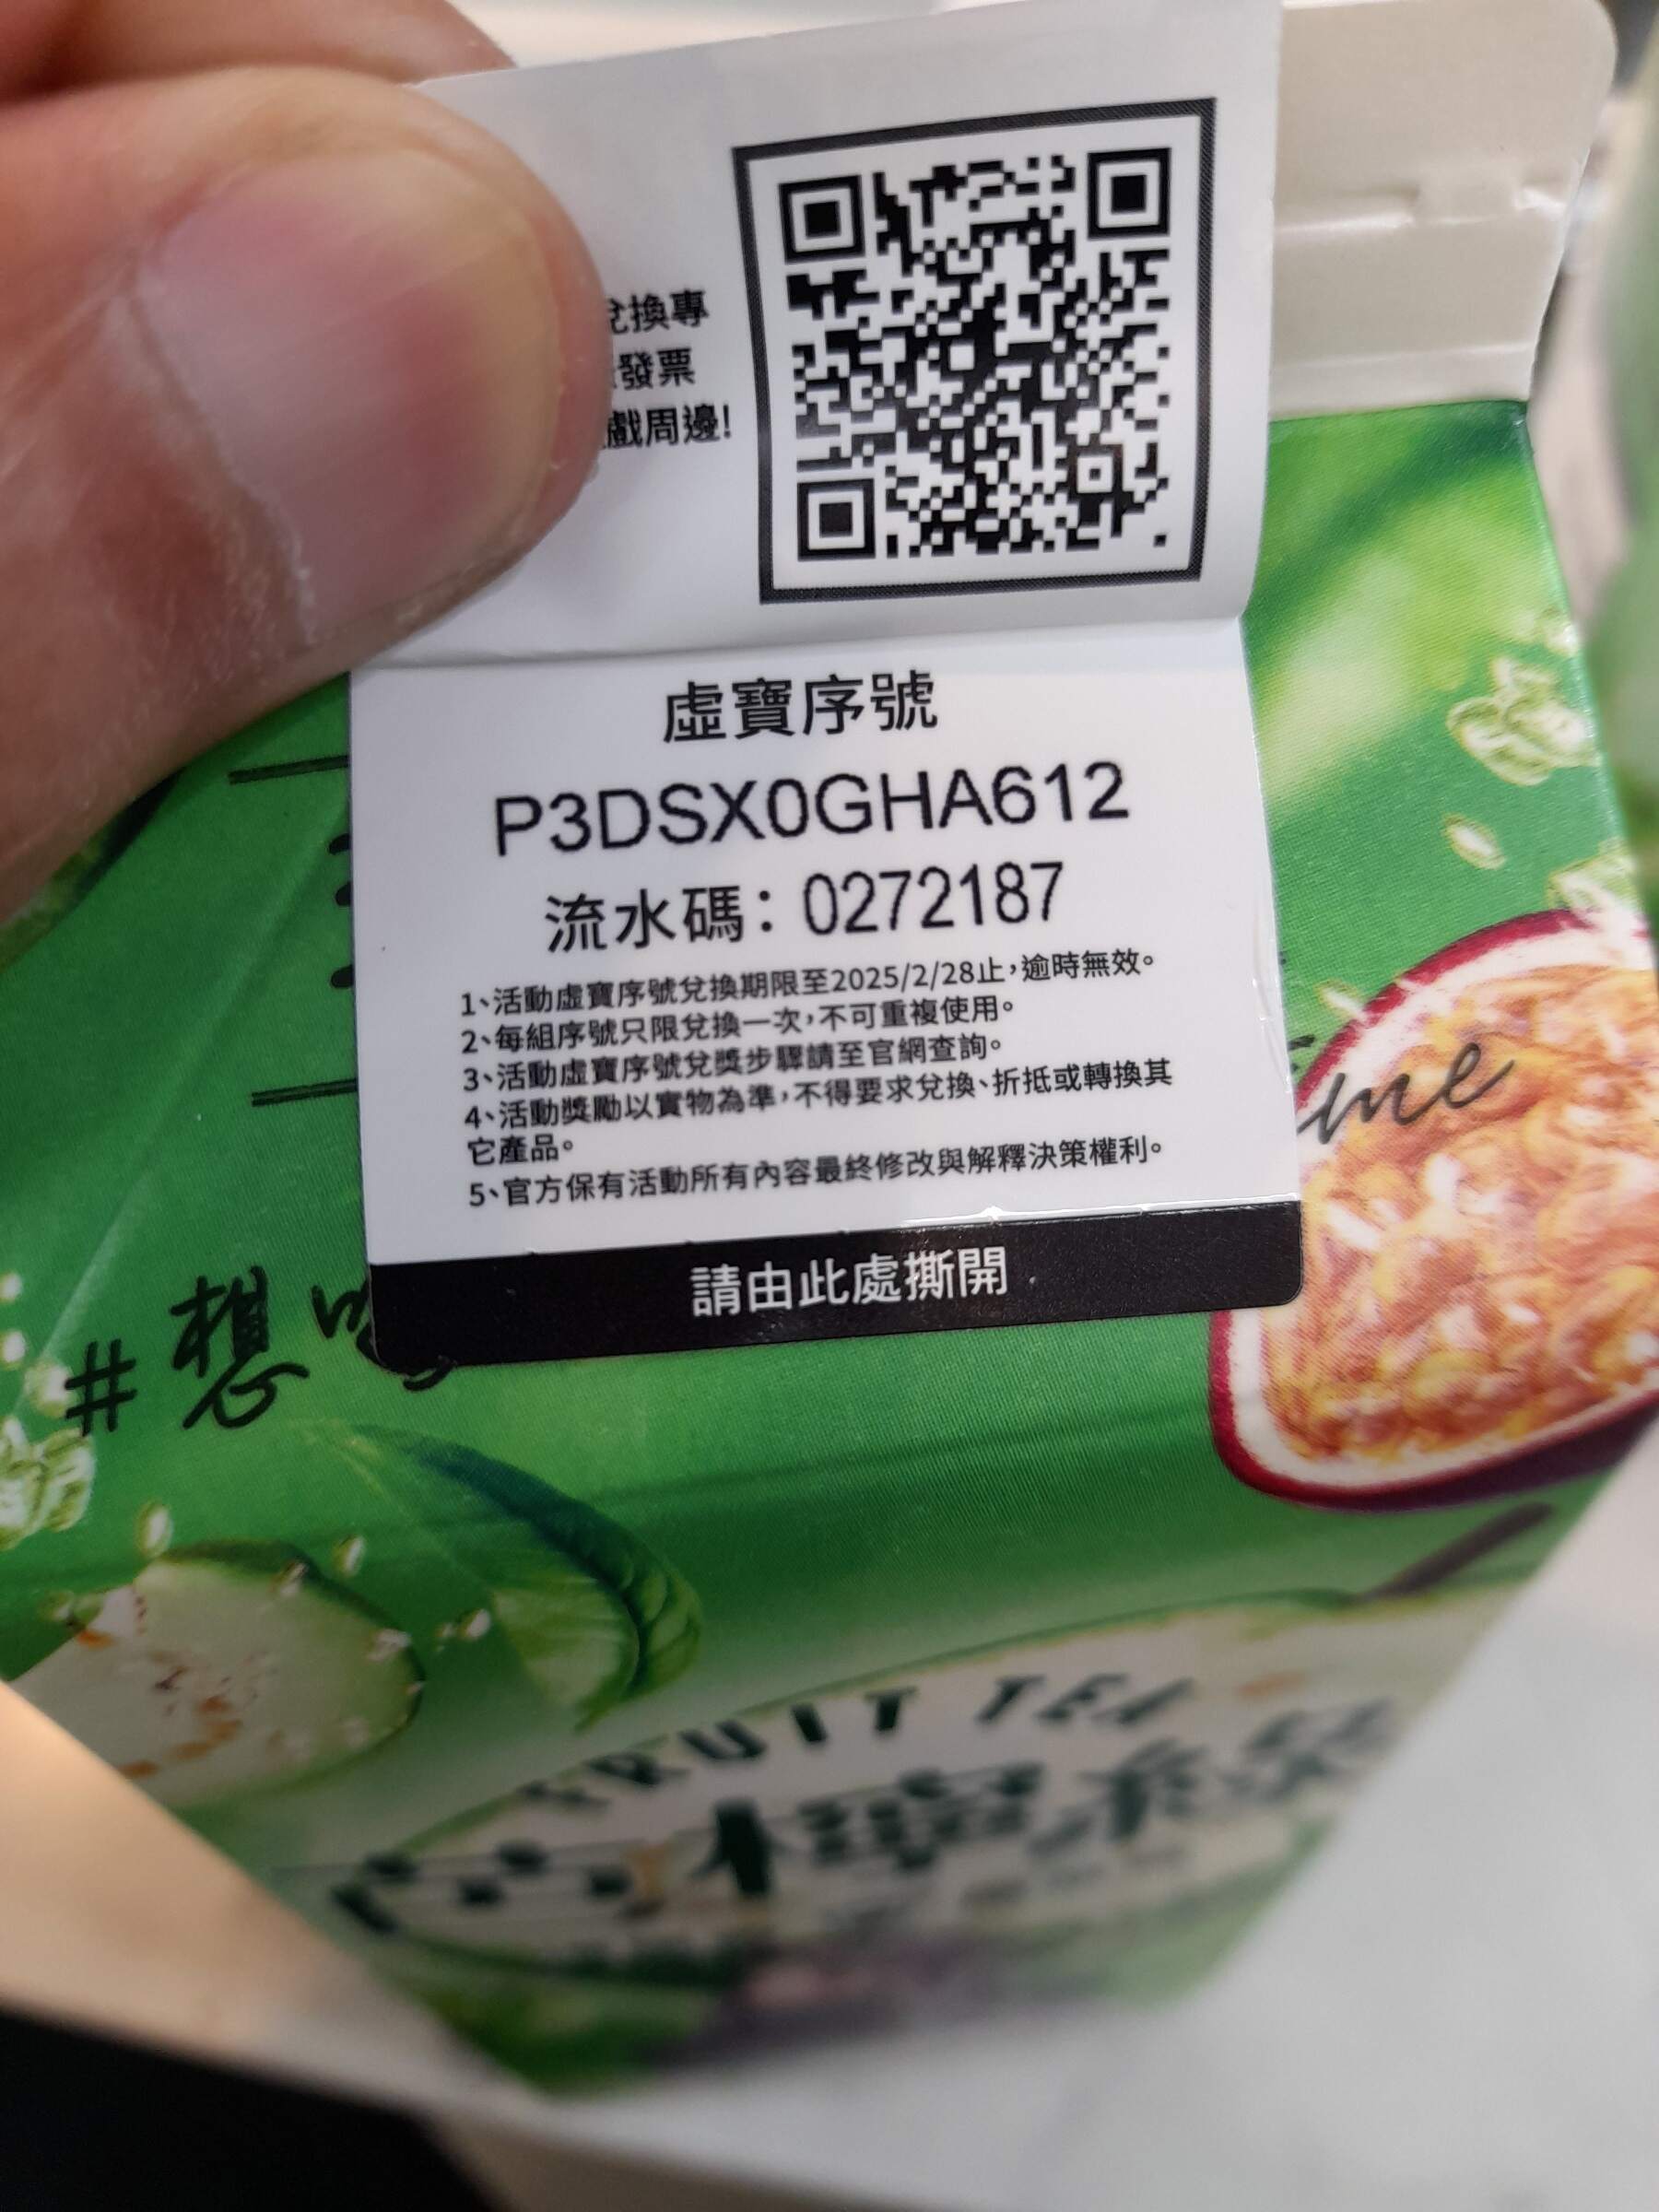 兌換專
發票
戲周邊!
虛寶序號
P3DSX0GHA612
流水碼：0272187
1、活動虛寶序號兌換期限至2025/2/28止，逾時無效。
2、每組序號只限兌換一次，不可重複使用。
3、活動虛寶序號兌獎步驟請至官網查詢。
4、活動獎勵以實物為準，不得要求兌換、折抵或轉換其
它產品。
5、官方保有活動所有內容最終修改與解釋決策權利。
請由此處撕開
me
#想
FRUIT TEA